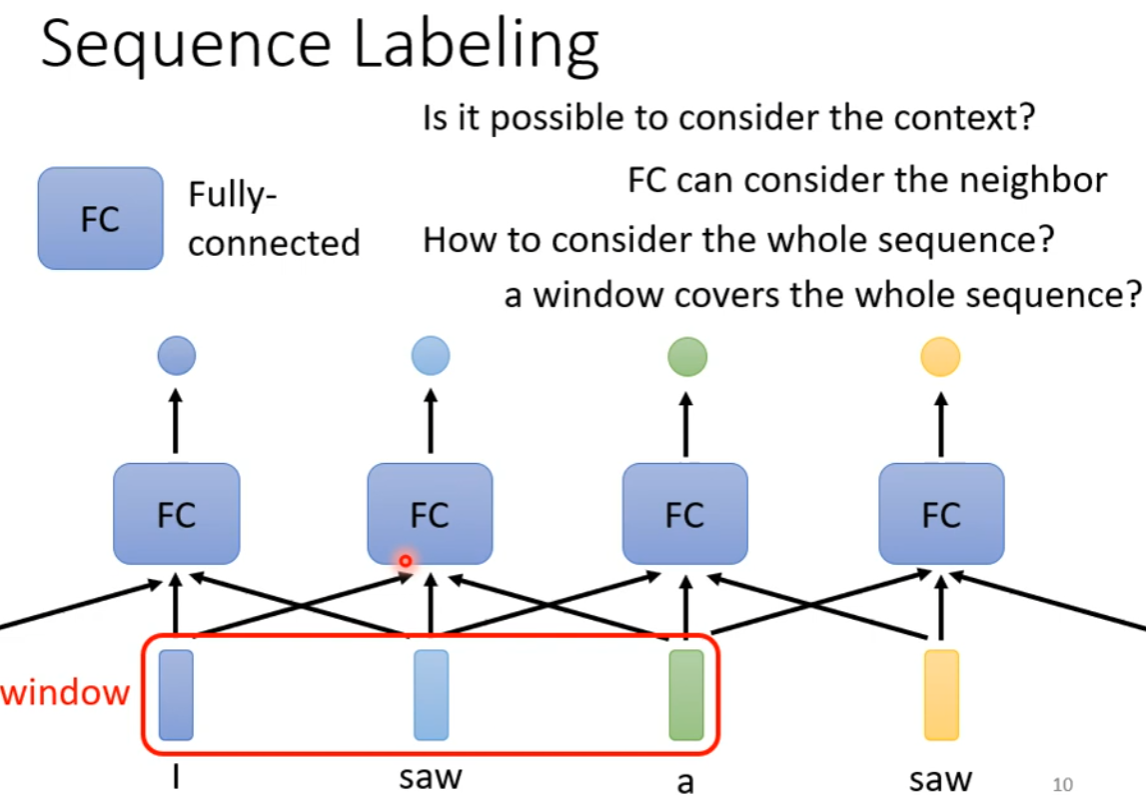 Sequence Labeling
Is it possible to consider the context?
FC can consider the neighbor
FC
Fully-
connected
How to consider the whole sequence?
a window covers the whole sequence?
FC
FC
FC
FC
window
I
saw
a
saw
10